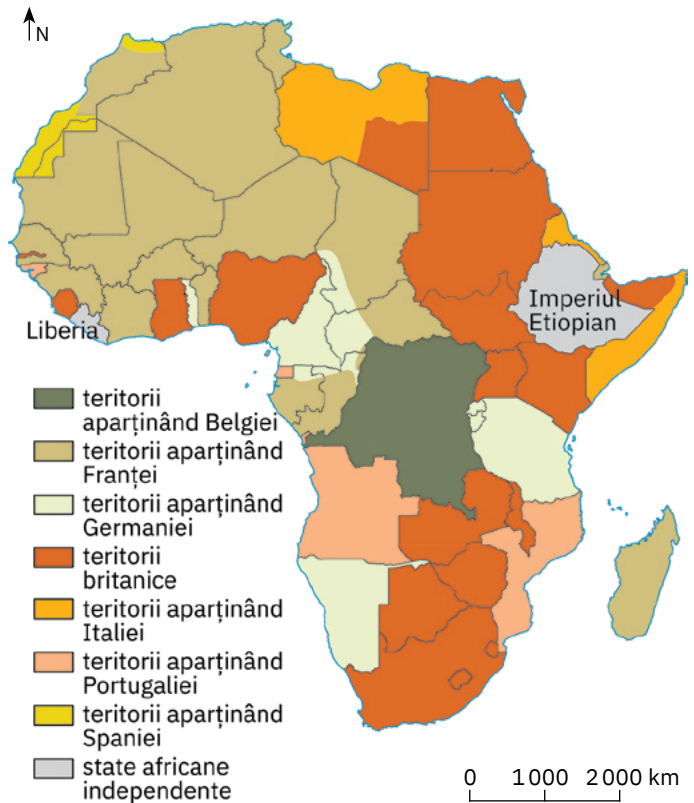 N
Imperiul
Etiopian
Liberia
teritorii
aparținând Belgiei
teritorii aparținând
Franței
teritorii aparținând
Germaniei
teritorii
britanice
teritorii aparținând
Italiei
teritorii aparținând
Portugaliei
teritorii aparținând
Spaniei
state africane
independente
0 1 000 2 000 km